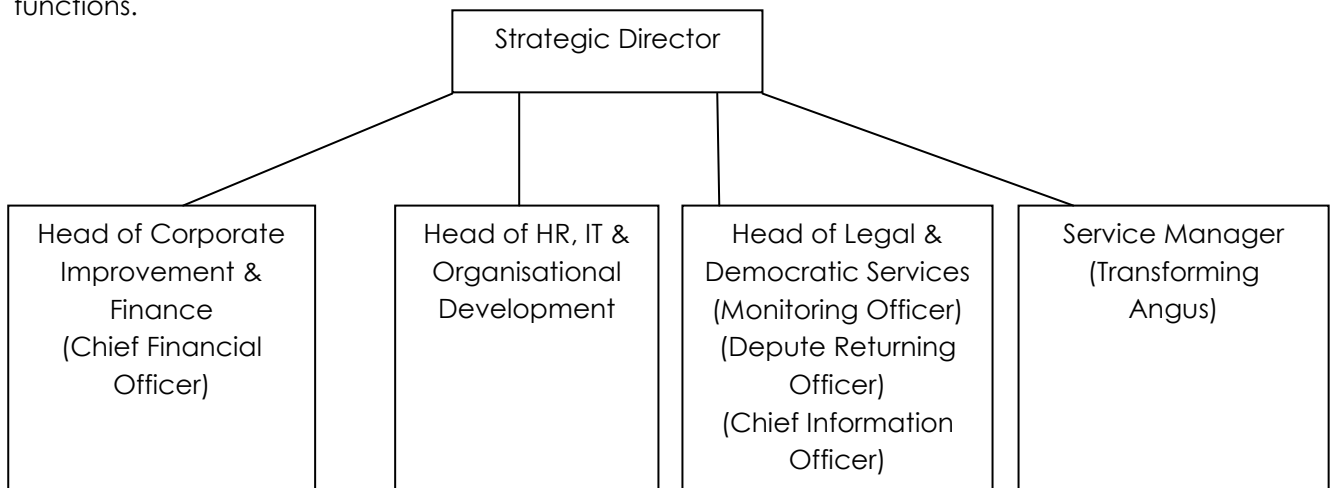 functions.
Strategic Director
Head of Corporate
Improvement &
Finance
(Chief Financial
Officer)
Head of HR, IT &
Organisational
Development
Head of Legal &
Democratic Services
(Monitoring Officer)
(Depute Returning
Officer)
(Chief Information
Officer)
Service Manager
(Transforming
Angus)